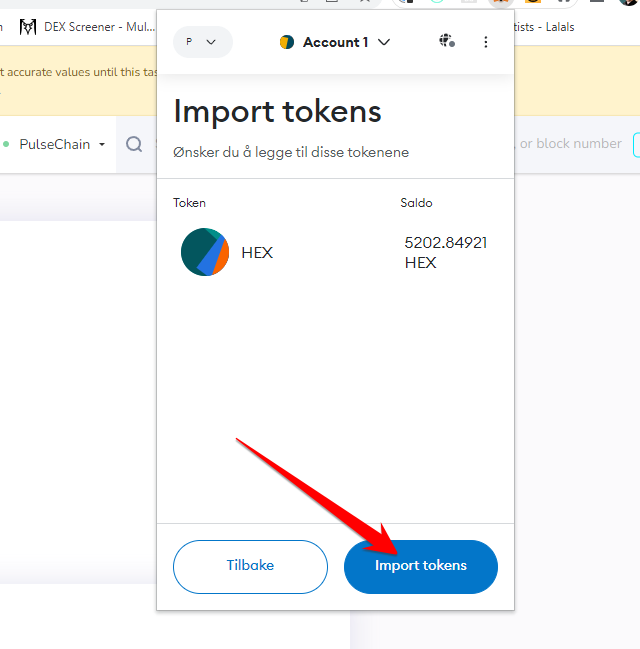 DEX Screener - Mul...
tists - Lalals
t accurate values until this tas
P
Account 1
Import tokens
Ønsker du å legge til disse tokenene
PulseChain
, or block number
Token
Saldo
HEX
5202.84921
HEX
Tilbake
Import tokens